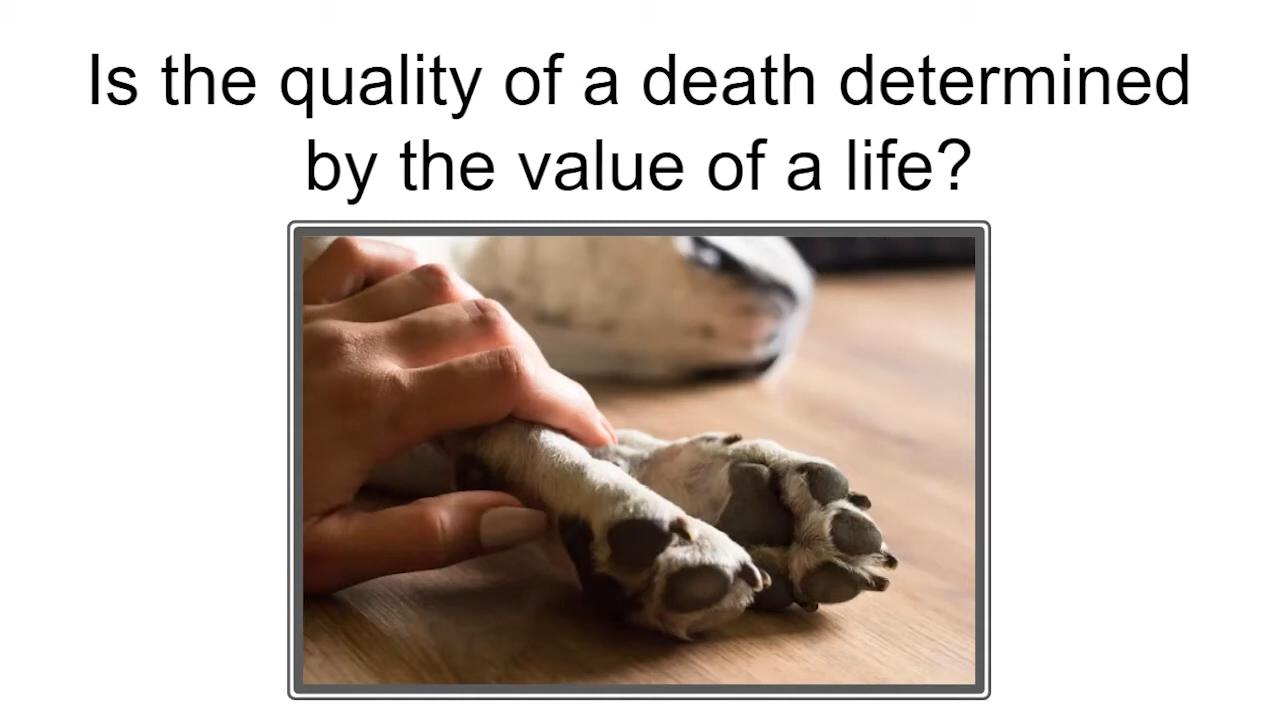 Is the quality of a death determined
by the value of a life?